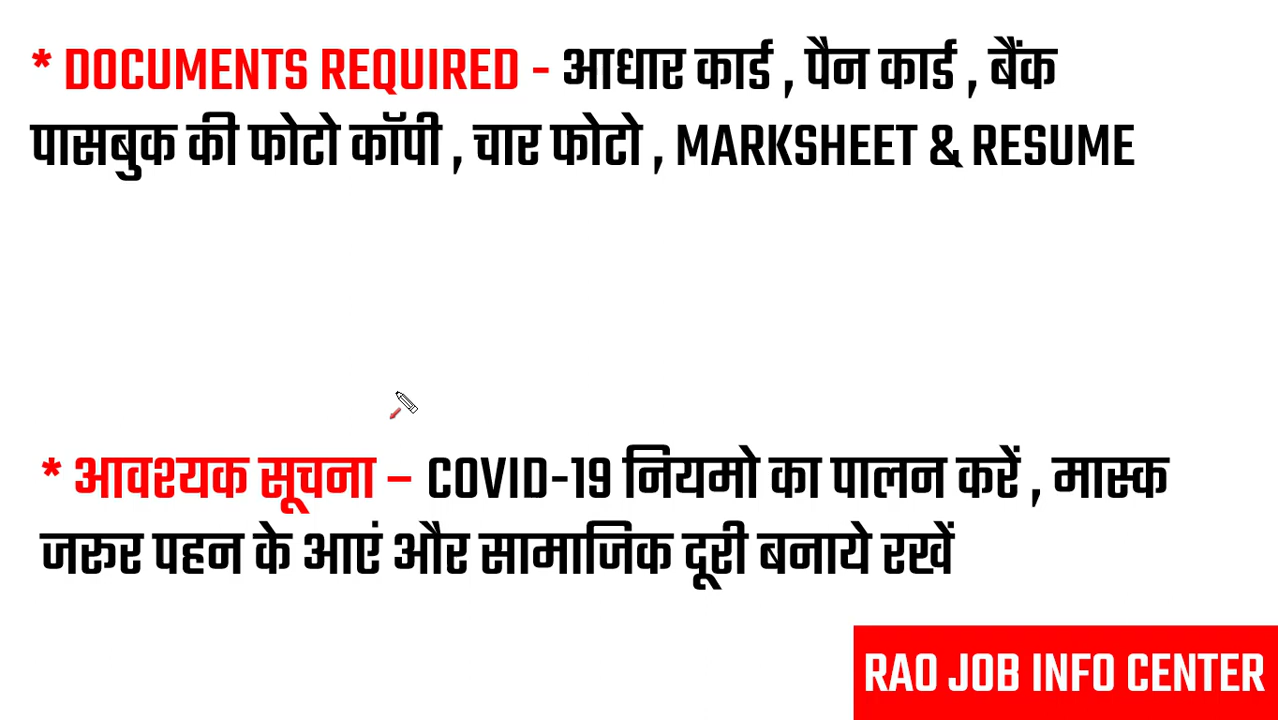 * DOCUMENTS REQUIRED - आधार कार्ड , पैन कार्ड , बैंक
पासबुक की फोटो कॉपी , चार फोटो , MARKSHEET & RESUME
* आवश्यक सूचना – COVID-19 नियमो का पालन करें , मास्क
जरुर पहन के आएं और सामाजिक दूरी बनाये रखें
RAO JOB INFO CENTER